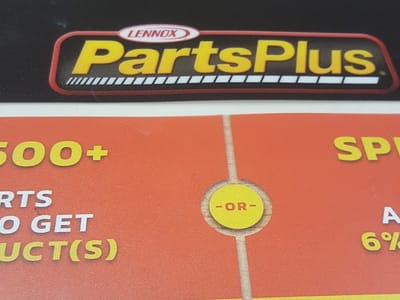 LENNOX
PartsPlus
500+
RTS
O GET
UCT(S)
-OR-
SP
A
6%